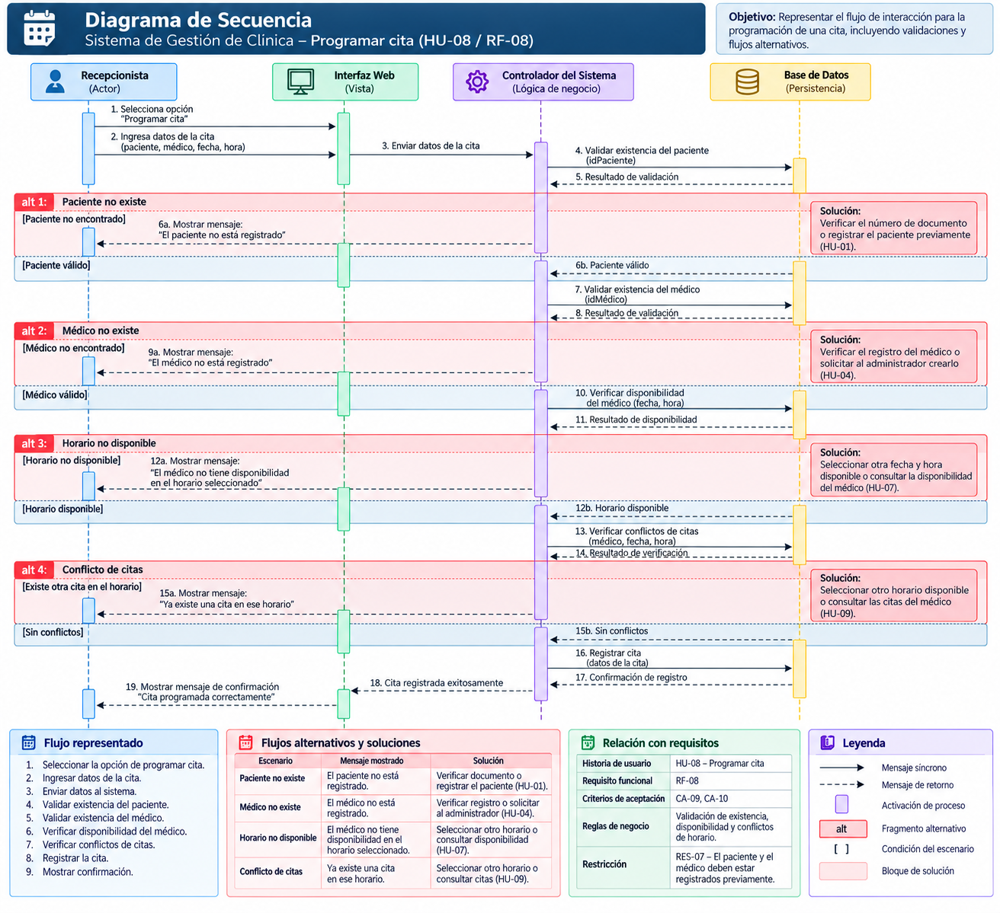 Diagrama de Secuencia
Sistema de Gestión de Clínica – Programar cita (HU-08 / RF-08)
Objetivo: Representar el flujo de interacción para la
programación de una cita, incluyendo validaciones y
flujos alternativos.
Recepcionista
(Actor)
Interfaz Web
(Vista)
Controlador del Sistema
(Lógica de negocio)
Base de Datos
(Persistencia)
1. Selecciona opción
“Programar cita”
2. Ingresa datos de la cita
(paciente, médico, fecha, hora)
3. Enviar datos de la cita
4. Validar existencia del paciente
(idPaciente)
5. Resultado de validación
alt 1: Paciente no existe
[Paciente no encontrado]
6a. Mostrar mensaje:
“El paciente no está registrado”
Solución:
Verificar el número de documento
o registrar el paciente previamente
(HU-01).
[Paciente válido]
6b. Paciente válido
7. Validar existencia del médico
(idMédico)
8. Resultado de validación
alt 2: Médico no existe
[Médico no encontrado]
9a. Mostrar mensaje:
“El médico no está registrado”
Solución:
Verificar el registro del médico o
solicitar al administrador crearlo
(HU-04).
[Médico válido]
10. Verificar disponibilidad
del médico (fecha, hora)
11. Resultado de disponibilidad
alt 3: Horario no disponible
[Horario no disponible]
12a. Mostrar mensaje:
“El médico no tiene disponibilidad
en el horario seleccionado”
Solución:
Seleccionar otra fecha y hora
disponible o consultar la disponibilidad
del médico (HU-07).
[Horario disponible]
12b. Horario disponible
13. Verificar conflictos de citas
(médico, fecha, hora)
14. Resultado de verificación
alt 4: Conflicto de citas
[Existe otra cita en el horario]
15a. Mostrar mensaje:
“Ya existe una cita en ese horario”
Solución:
Seleccionar otro horario disponible
o consultar las citas del médico
(HU-09).
[Sin conflictos]
15b. Sin conflictos
16. Registrar cita
(datos de la cita)
17. Confirmación de registro
18. Cita registrada exitosamente
19. Mostrar mensaje de confirmación
“Cita programada correctamente”
Flujo representado
1. Seleccionar la opción de programar cita.
2. Ingresar datos de la cita.
3. Enviar datos al sistema.
4. Validar existencia del paciente.
5. Validar existencia del médico.
6. Verificar disponibilidad del médico.
7. Verificar conflictos de citas.
8. Registrar la cita.
9. Mostrar confirmación.
Flujos alternativos y soluciones
Escenario Mensaje mostrado Solución
Paciente no existe
El paciente no está
registrado.
Verificar documento o
registrar el paciente (HU-01).
Médico no existe
El médico no está
registrado.
Verificar registro o solicitar
al administrador (HU-04).
Horario no disponible
El médico no tiene
disponibilidad en el
horario seleccionado.
Seleccionar otro horario o
consultar disponibilidad
(HU-07).
Conflicto de citas
Ya existe una cita
en ese horario.
Seleccionar otro horario o
consultar citas (HU-09).
Relación con requisitos
Historia de usuario HU-08 – Programar cita
Requisito funcional RF-08
Criterios de aceptación CA-09, CA-10
Reglas de negocio
Validación de existencia,
disponibilidad y conflictos
de horario.
Restricción
RES-07 – El paciente y el
médico deben estar
registrados previamente.
Leyenda
Mensaje síncrono
Mensaje de retorno
Activación de proceso
alt Fragmento alternativo
[ ] Condición del escenario
Bloque de solución